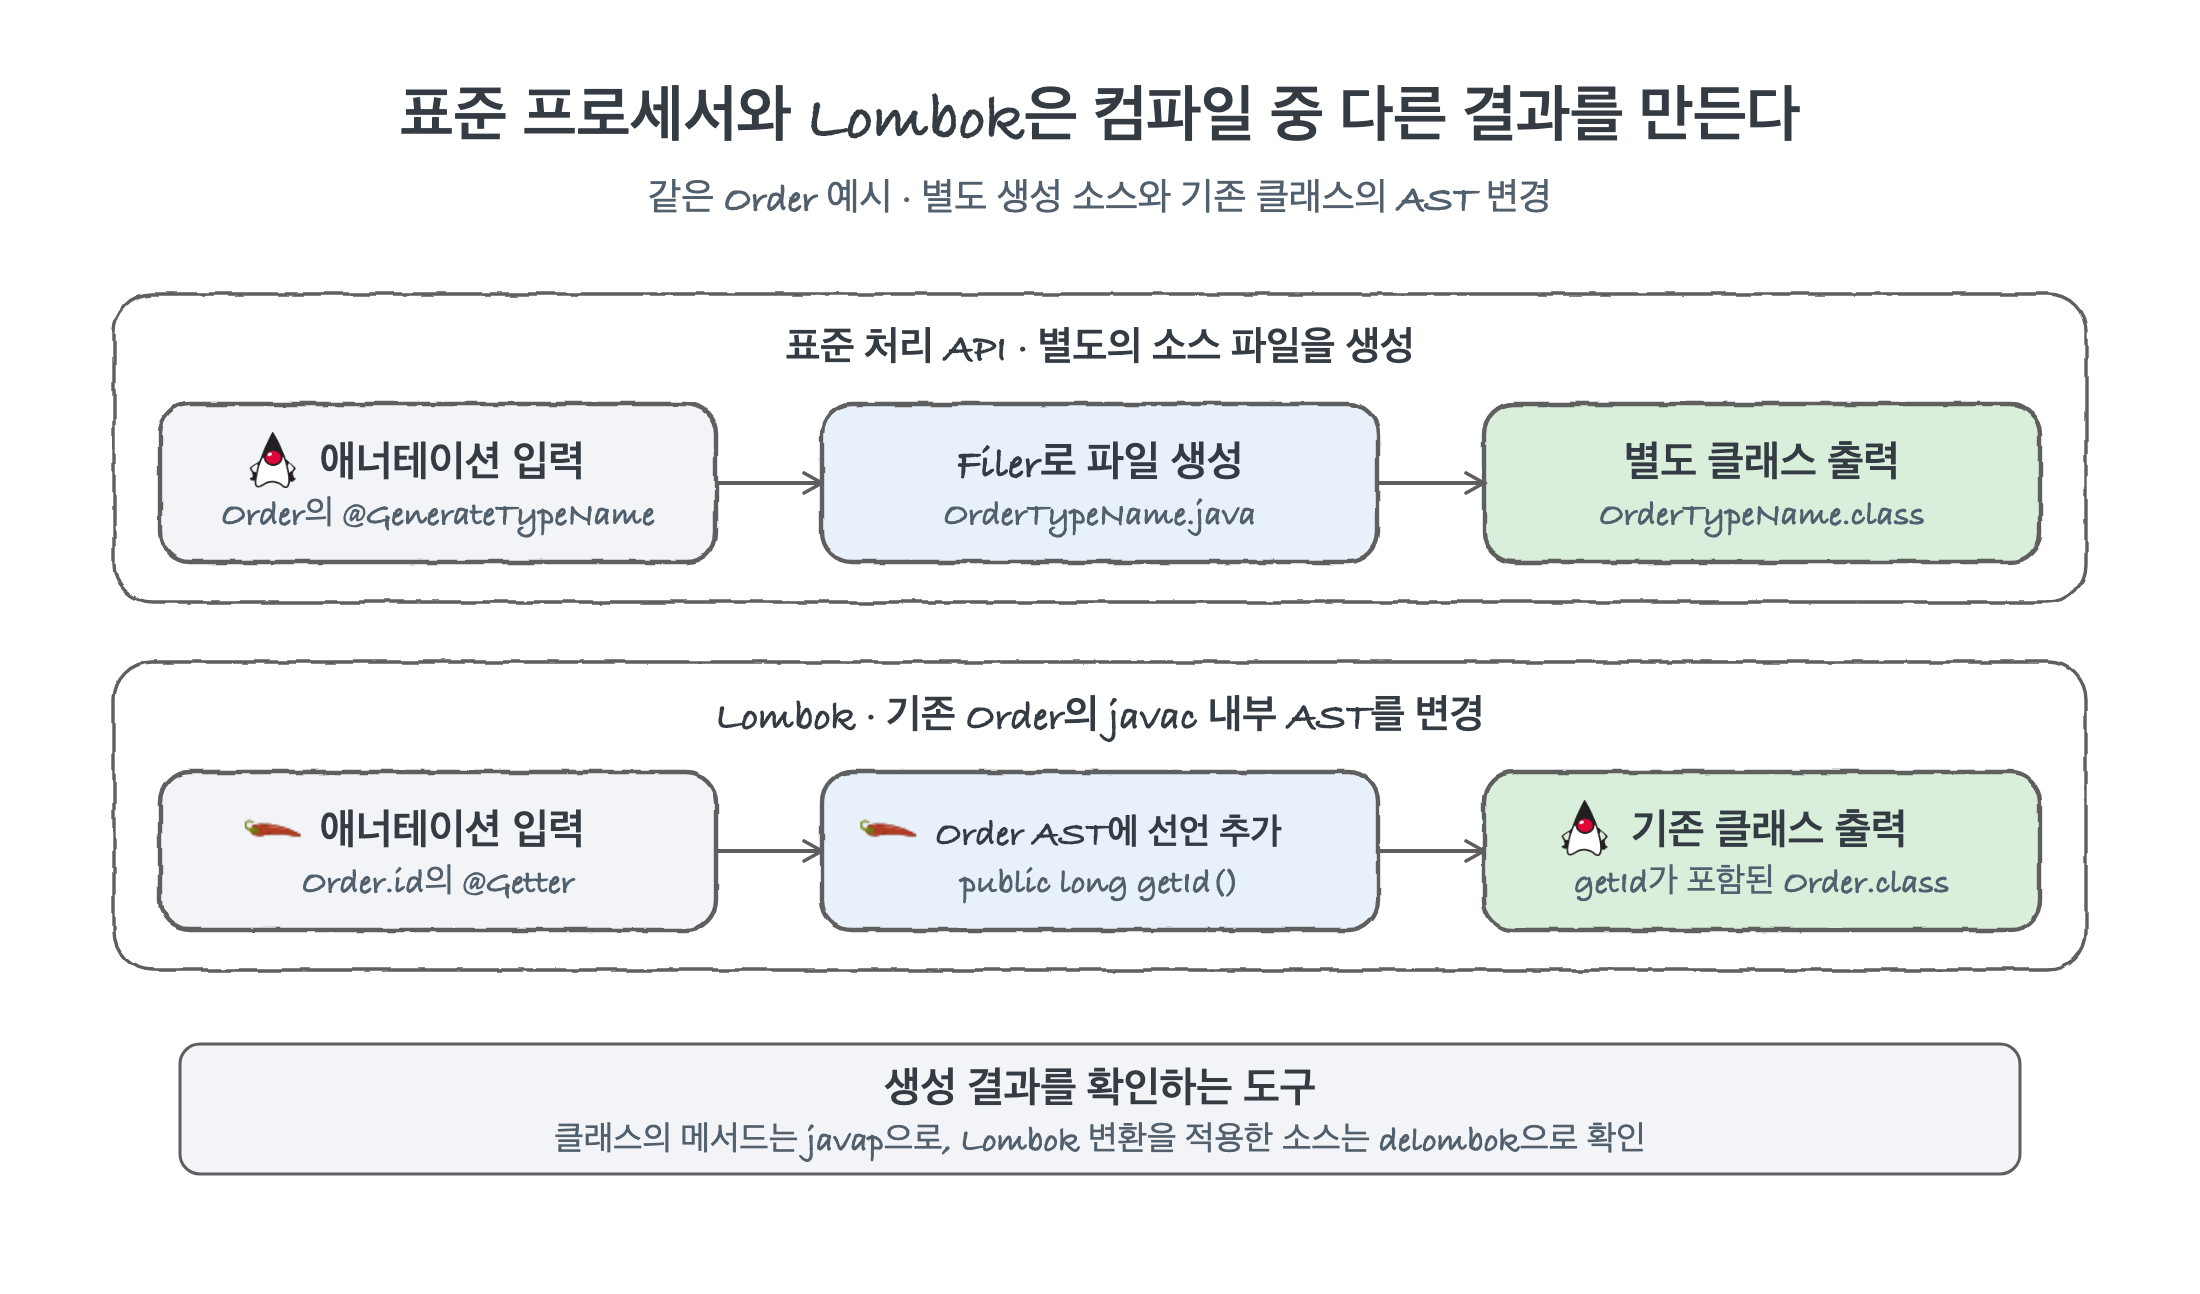 표준 프로세서와 Lombok은 컴파일 중 다른 결과를 만든다
같은 Order 예시 · 별도 생성 소스와 기존 클래스의 AST 변경
표준 처리 API · 별도의 소스 파일을 생성
애너테이션 입력
Order의 @GenerateTypeName
Filer로 파일 생성
OrderTypeName.java
별도 클래스 출력
OrderTypeName.class
Lombok · 기존 Order의 javac 내부 AST를 변경
애너테이션 입력
Order.id의 @Getter
Order AST에 선언 추가
public long getId()
기존 클래스 출력
getId가 포함된 Order.class
생성 결과를 확인하는 도구
클래스의 메서드는 javap으로, Lombok 변환을 적용한 소스는 delombok으로 확인